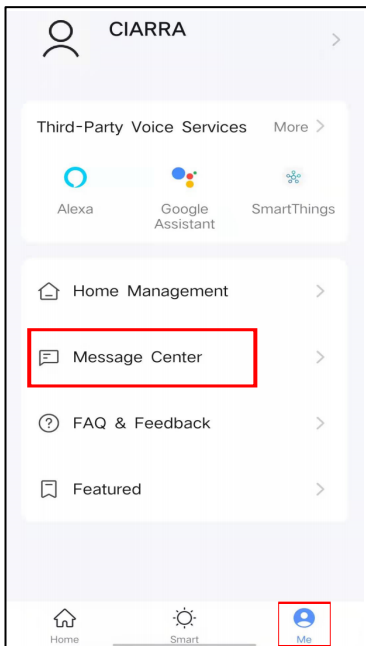 CIARRA
Third-Party Voice Services More
Alexa
Google Assistant
SmartThings
Home Management
Message Center
FAQ & Feedback
Featured
Home
Smart
Me